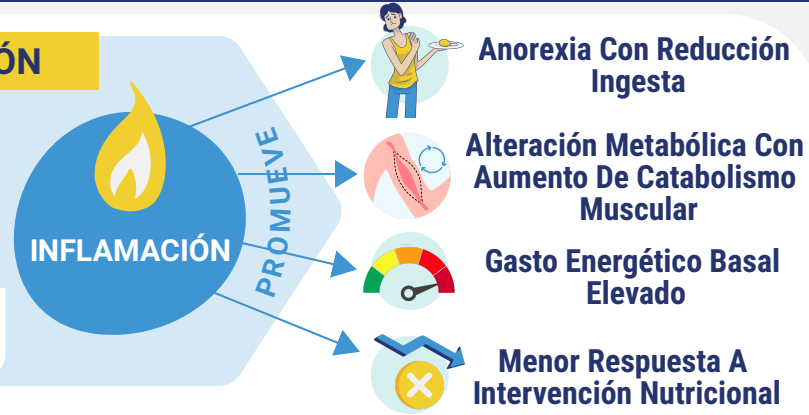 ÓN
INFLAMACIÓN
PROMUEVE
Anorexia Con Reducción
Ingesta
Alteración Metabólica Con
Aumento De Catabolismo
Muscular
Gasto Energético Basal
Elevado
Menor Respuesta A
Intervención Nutricional